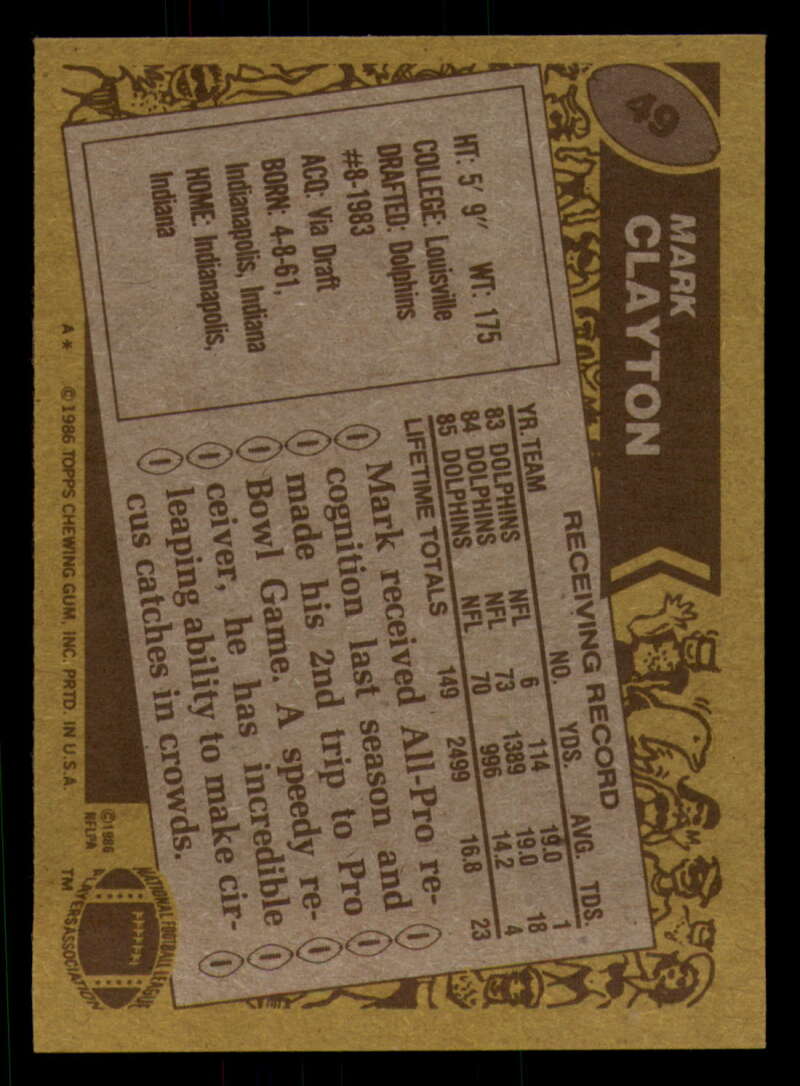 49
MARK
CLAYTON
HT: 5' 9" WT: 175
COLLEGE: Louisville
DRAFTED: Dolphins
#8-1983
ACQ: Via Draft
BORN: 4-8-61,
Indianapolis, Indiana
HOME: Indianapolis,
Indiana
RECEIVING RECORD
YR. TEAM NO. YDS. AVG. TDS.
83 DOLPHINS NFL 6 114 19.0 1
84 DOLPHINS NFL 73 1389 19.0 18
85 DOLPHINS NFL 70 996 14.2 4
LIFETIME TOTALS 149 2499 16.8 23
Mark received All-Pro re-
cognition last season and
made his 2nd trip to Pro
Bowl Game. A speedy re-
ceiver, he has incredible
leaping ability to make cir-
cus catches in crowds.
A* ©1986 TOPPS CHEWING GUM, INC. PRTD. IN U.S.A.
©1986
NFLPA
NATIONAL FOOTBALL LEAGUE
PLAYERS ASSOCIATION
TM